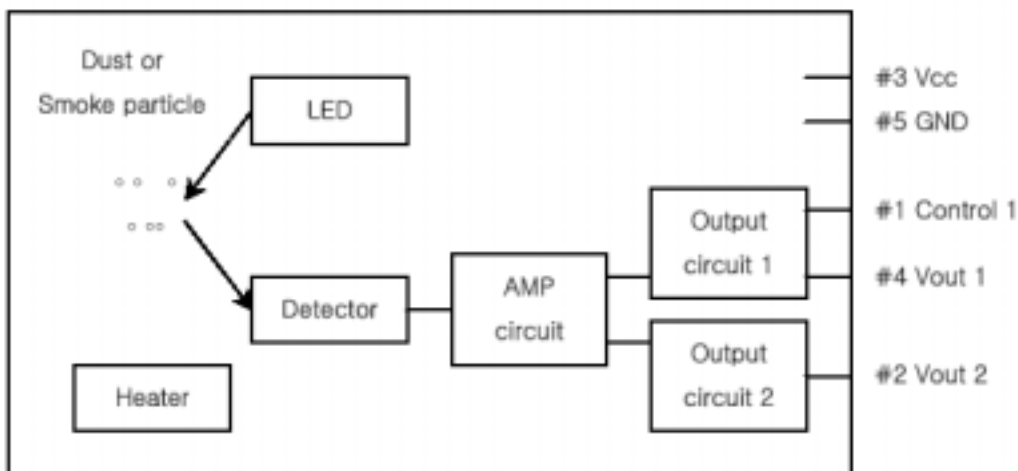 Dust or
Smoke particle
LED
#3 Vcc
#5 GND
Output
circuit 1
#1 Control 1
#4 Vout 1
AMP
circuit
Detector
Output
circuit 2
#2 Vout 2
Heater